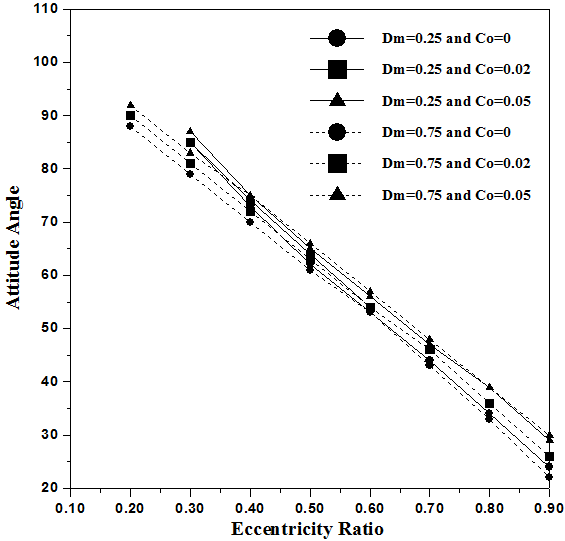 110
100
90
80
70
60
50
40
30
20
0.10 0.20 0.30 0.40 0.50 0.60 0.70 0.80 0.90
Attitude Angle
Eccentricity Ratio
Dm=0.25 and Co=0
Dm=0.25 and Co=0.02
Dm=0.25 and Co=0.05
Dm=0.75 and Co=0
Dm=0.75 and Co=0.02
Dm=0.75 and Co=0.05